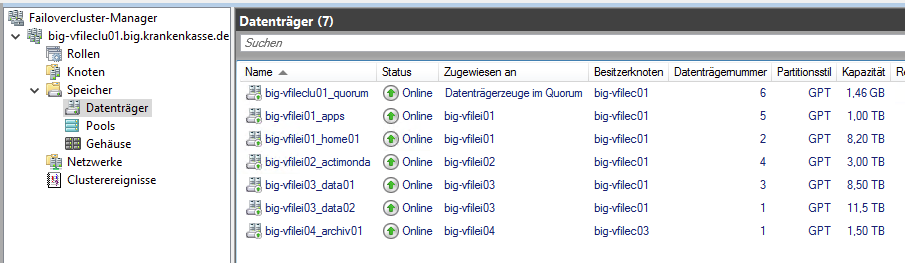 Failovercluster-Manager
big-vfileclu01.big.krankenkasse.de
Rollen
Knoten
Speicher
Datenträger
Pools
Gehäuse
Netzwerke
Clusterereignisse
Datenträger (7)
Suchen
Name Status Zugewiesen an Besitzerknoten Datenträgernummer Partitionsstil Kapazität Re
big-vfileclu01_quorum Online Datenträgerzeuge im Quorum big-vfilec01 6 GPT 1,46 GB
big-vfilei01_apps Online big-vfilei01 big-vfilec01 5 GPT 1,00 TB
big-vfilei01_home01 Online big-vfilei01 big-vfilec01 2 GPT 8,20 TB
big-vfilei02_actimonda Online big-vfilei02 big-vfilec01 4 GPT 3,00 TB
big-vfilei03_data01 Online big-vfilei03 big-vfilec01 3 GPT 8,50 TB
big-vfilei03_data02 Online big-vfilei03 big-vfilec01 1 GPT 11,5 TB
big-vfilei04_archiv01 Online big-vfilei04 big-vfilec03 1 GPT 1,50 TB